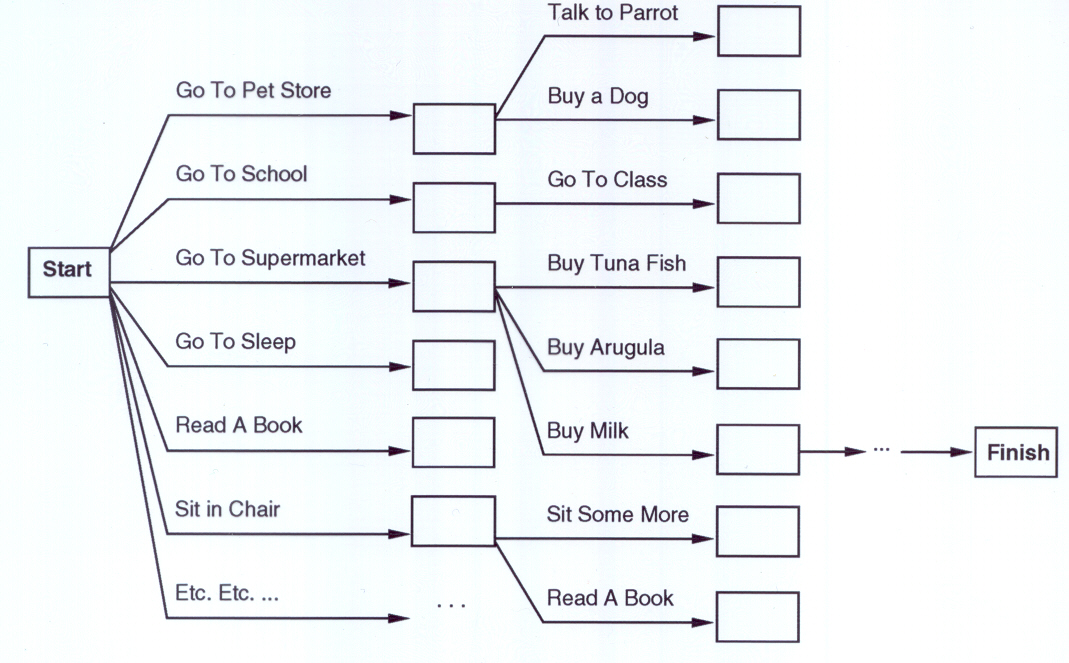 Talk to Parrot
Go To Pet Store
Buy a Dog
Go To School
Go To Class
Start
Go To Supermarket
Buy Tuna Fish
Go To Sleep
Buy Arugula
Read A Book
Buy Milk
...
Finish
Sit in Chair
Sit Some More
Etc. Etc. ...
...
Read A Book